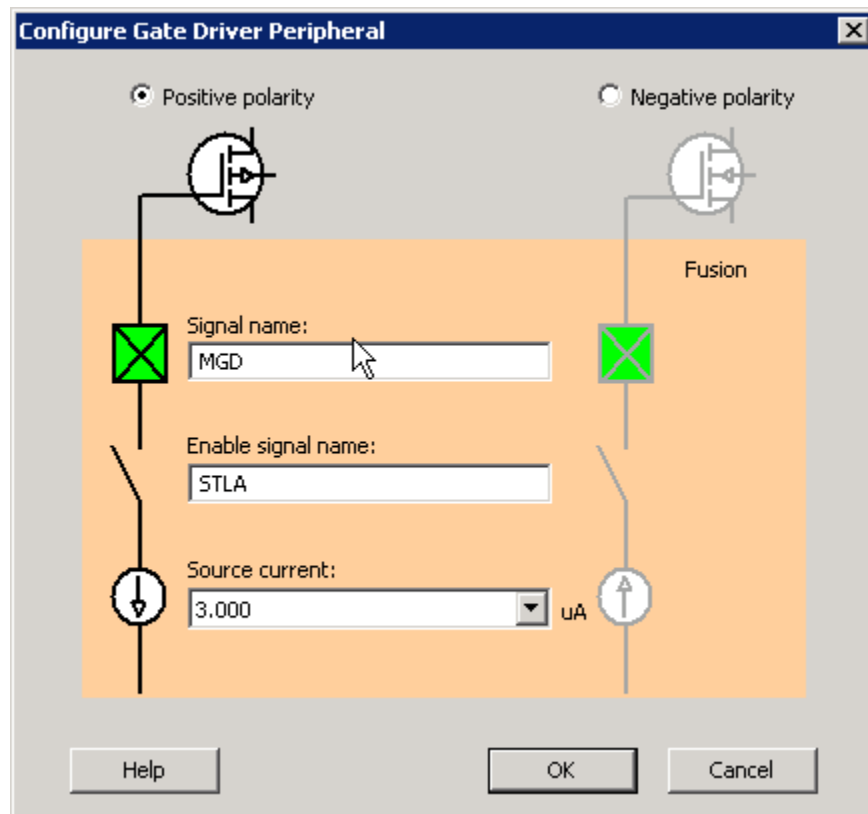 Configure Gate Driver Peripheral
Positive polarity
Negative polarity
Fusion
Signal name:
MGD
Enable signal name:
STLA
Source current:
3.000
uA
Help
OK
Cancel